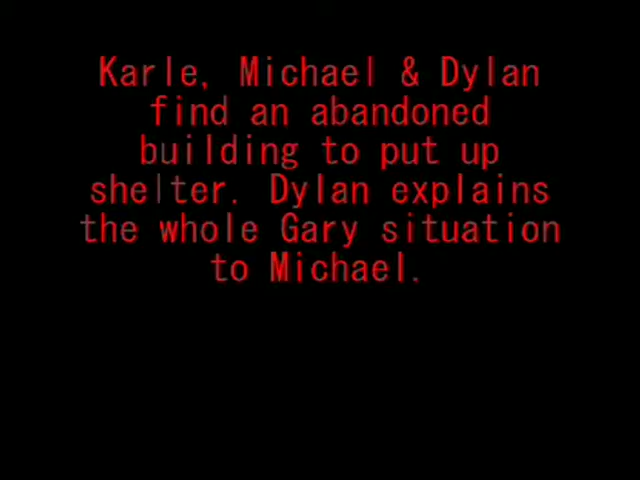 Karle, Michael & Dylan
find an abandoned
building to put up
shelter. Dylan explains
the whole Gary situation
to Michael.